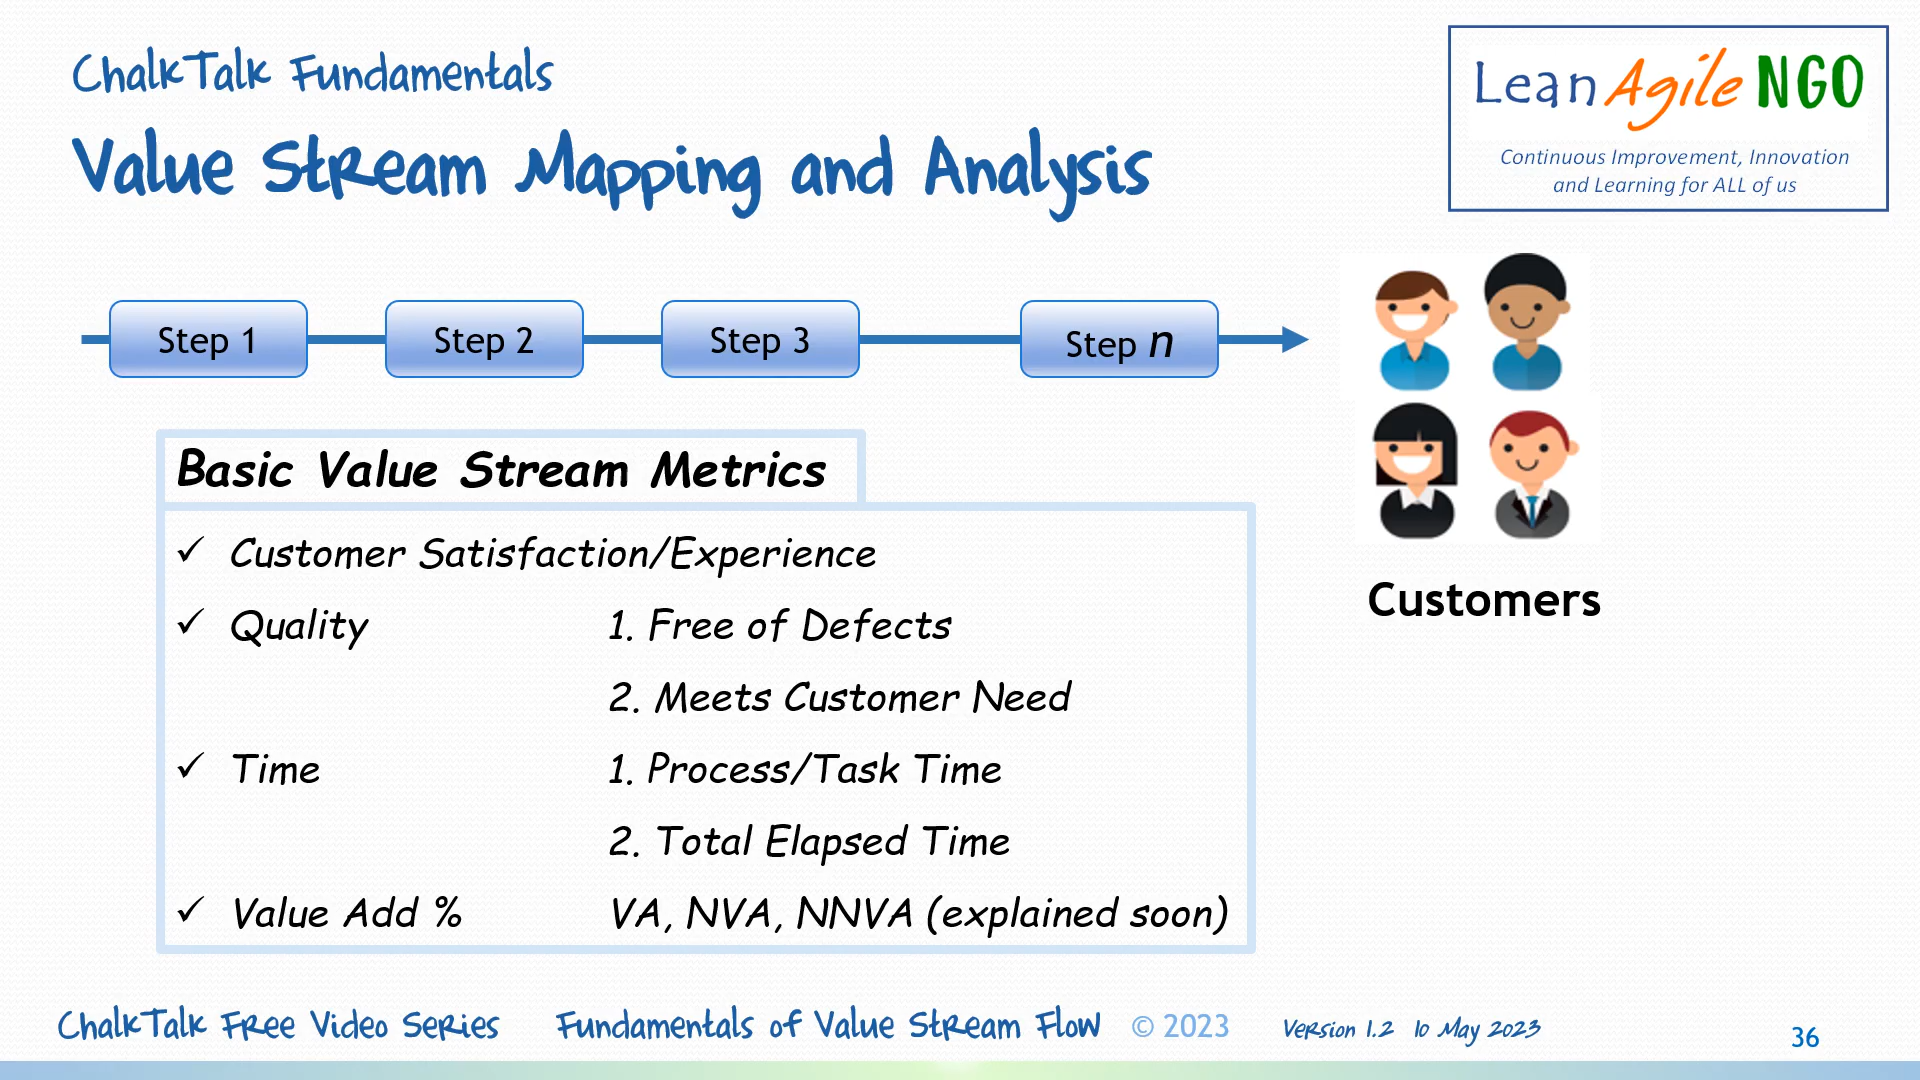 ChalkTalk Fundamentals
Value Stream Mapping and Analysis
Lean Agile NGO
Continuous Improvement, Innovation
and Learning for ALL of us
Step 1
Step 2
Step 3
Step n
Customers
Basic Value Stream Metrics
✓ Customer Satisfaction/Experience
✓ Quality 1. Free of Defects
2. Meets Customer Need
✓ Time 1. Process/Task Time
2. Total Elapsed Time
✓ Value Add % VA, NVA, NNVA (explained soon)
ChalkTalk Free Video Series Fundamentals of Value Stream Flow © 2023 Version 1.2 10 May 2023
36